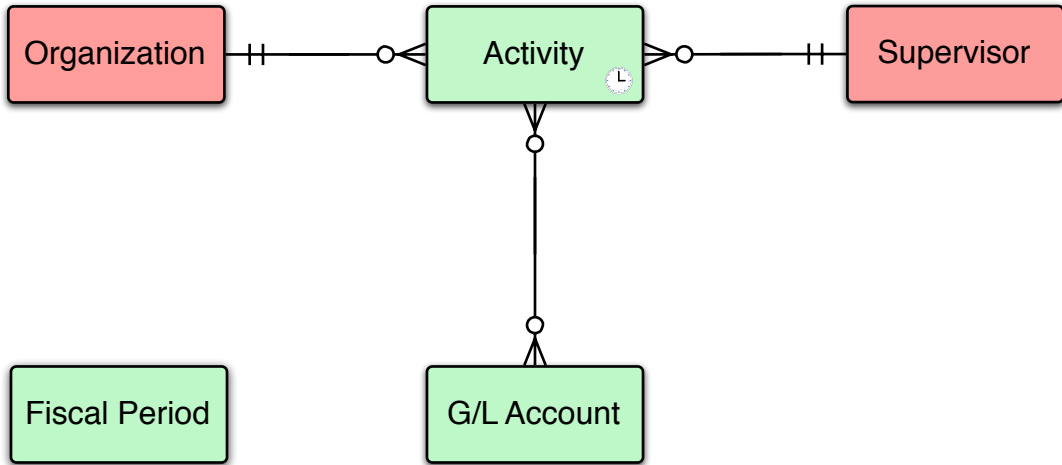 Organization
Activity
Supervisor
Fiscal Period
G/L Account